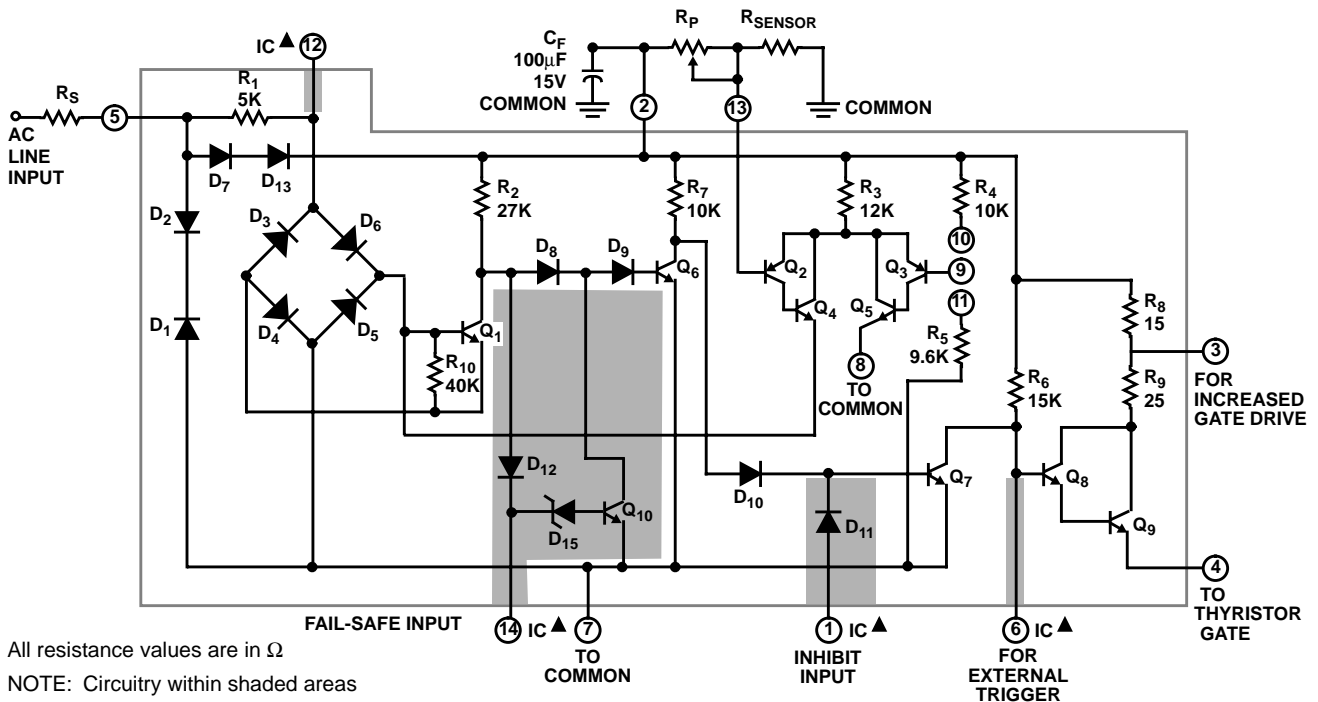 IC ▲ 12
R1
5K
RS
5
AC
LINE
INPUT
CF
100μF
15V
COMMON
RP
RSENSOR
COMMON
2
13
D7
D13
D2
D1
D3
D6
D4
D5
R2
27K
R7
10K
R3
12K
R4
10K
10
9
11
D8
D9
Q6
Q2
Q3
Q4
Q5
Q1
R10
40K
R5
9.6K
8
TO
COMMON
R8
15
3
FOR
INCREASED
GATE DRIVE
R9
25
R6
15K
D12
D15
Q10
D10
D11
Q7
Q8
Q9
4
TO
THYRISTOR
GATE
FAIL-SAFE INPUT
14 IC ▲
7
TO
COMMON
1 IC ▲
INHIBIT
INPUT
6 IC ▲
FOR
EXTERNAL
TRIGGER
All resistance values are in Ω
NOTE: Circuitry within shaded areas